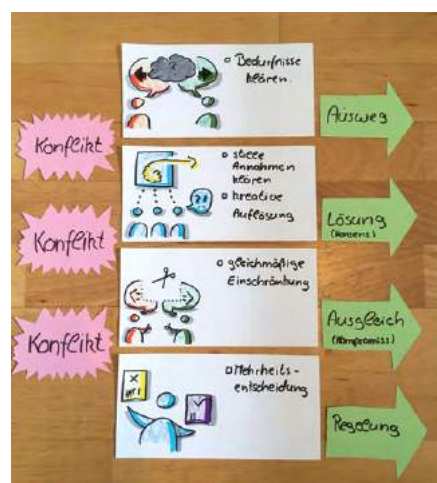 Bedürfnisse
klären.
Ausweg
Konflikt
stille
Annahmen
klären
kreative
Auflösung
Lösung
(Konsens)
Konflikt
gleichmäßige
Einschränkung
Ausgleich
(Kompromiss)
Konflikt
Mehrheits-
entscheidung
Regelung